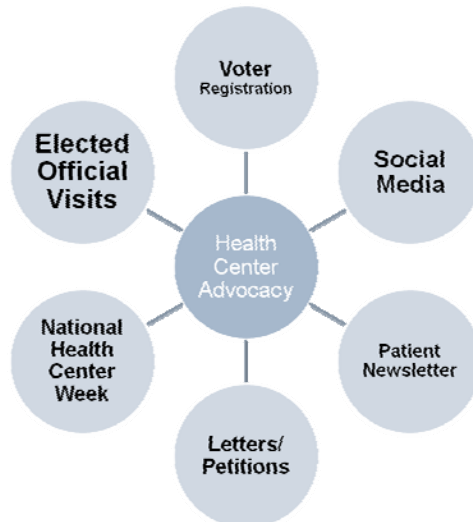 Voter
Registration
Elected
Official
Visits
Social
Media
Health
Center
Advocacy
National
Health
Center
Week
Patient
Newsletter
Letters/
Petitions